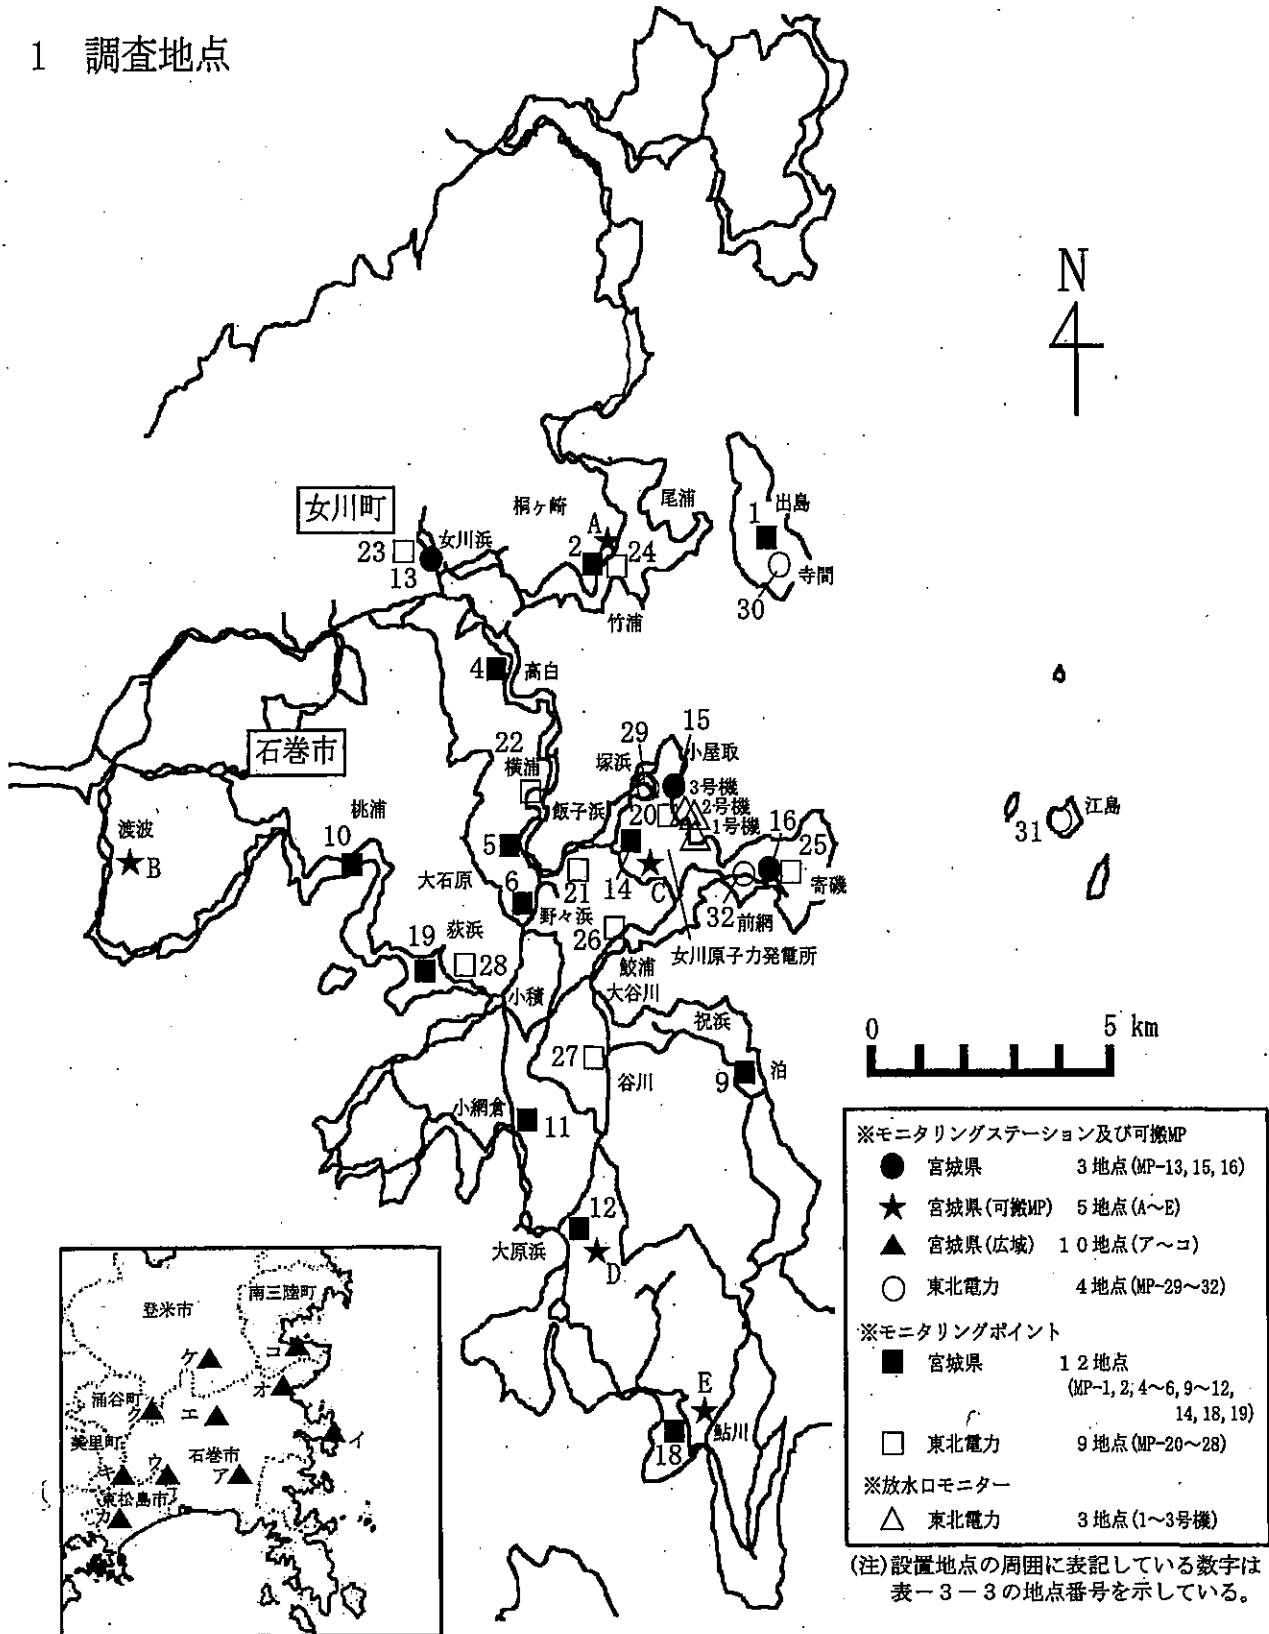 1 調査地点
N
女川町
桐ヶ崎
尾浦
出島
1
A
23
女川浜
2
24
13
寺間
30
竹浦
4
高白
29
15
石巻市
22
塚浜
小屋取
横浦
3号機
桃浦
飯子浜
2号機
20
1号機
16
25
31
江島
渡波
10
5
B
大石原
6
21
14
C
寄磯
野々浜
32
前網
19
荻浜
26
28
鮫浦
女川原子力発電所
小積
大谷川
祝浜
0
5 km
27
谷川
9
泊
小網倉
11
12
大原浜
D
E
18
鮎川
南三陸町
登米市
コ
ケ
オ
涌谷町
ク
エ
イ
美里町
石巻市
キ
ウ
ア
東松島市
カ
※モニタリングステーション及び可搬MP
● 宮城県 3地点(MP-13,15,16)
★ 宮城県(可搬MP) 5地点(A〜E)
▲ 宮城県(広域) 10地点(ア〜コ)
○ 東北電力 4地点(MP-29〜32)
※モニタリングポイント
■ 宮城県 12地点
(MP-1,2,4〜6,9〜12,
14,18,19)
□ 東北電力 9地点(MP-20〜28)
※放水口モニター
△ 東北電力 3地点(1〜3号機)
(注)設置地点の周囲に表記している数字は
表-3-3の地点番号を示している。